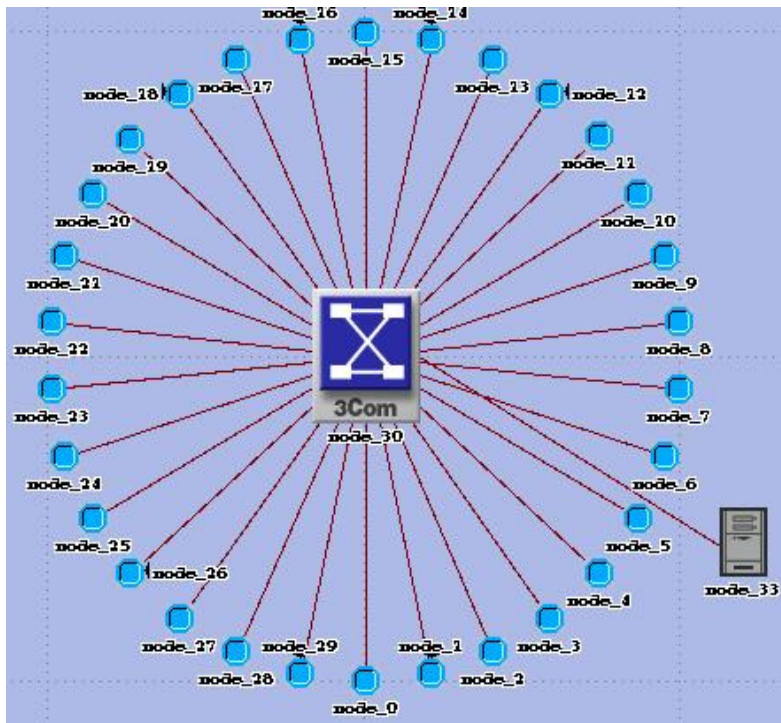 node_16
node_14
node_15
node_17
node_13
node_18
node_12
node_11
node_19
node_20
node_10
node_21
node_9
node_22
node_8
3Com
node_23
node_7
node_30
node_24
node_6
node_25
node_5
node_26
node_4
node_33
node_27
node_29
node_1
node_3
node_28
node_2
node_0